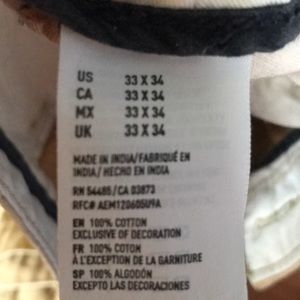 US 33 X 34
CA 33 X 34
MX 33 X 34
UK 33 X 34
MADE IN INDIA/FABRIQUÉ EN
INDIA/ HECHO EN INDIA
RN 54485/CA 03873
RFC# AEM120605U9A
EN 100% COTTON
EXCLUSIVE OF DECORATION
FR 100% COTON
À L'EXCEPTION DE LA GARNITURE
SP 100% ALGODÓN
EXCEPTO LAS DECORACIONES